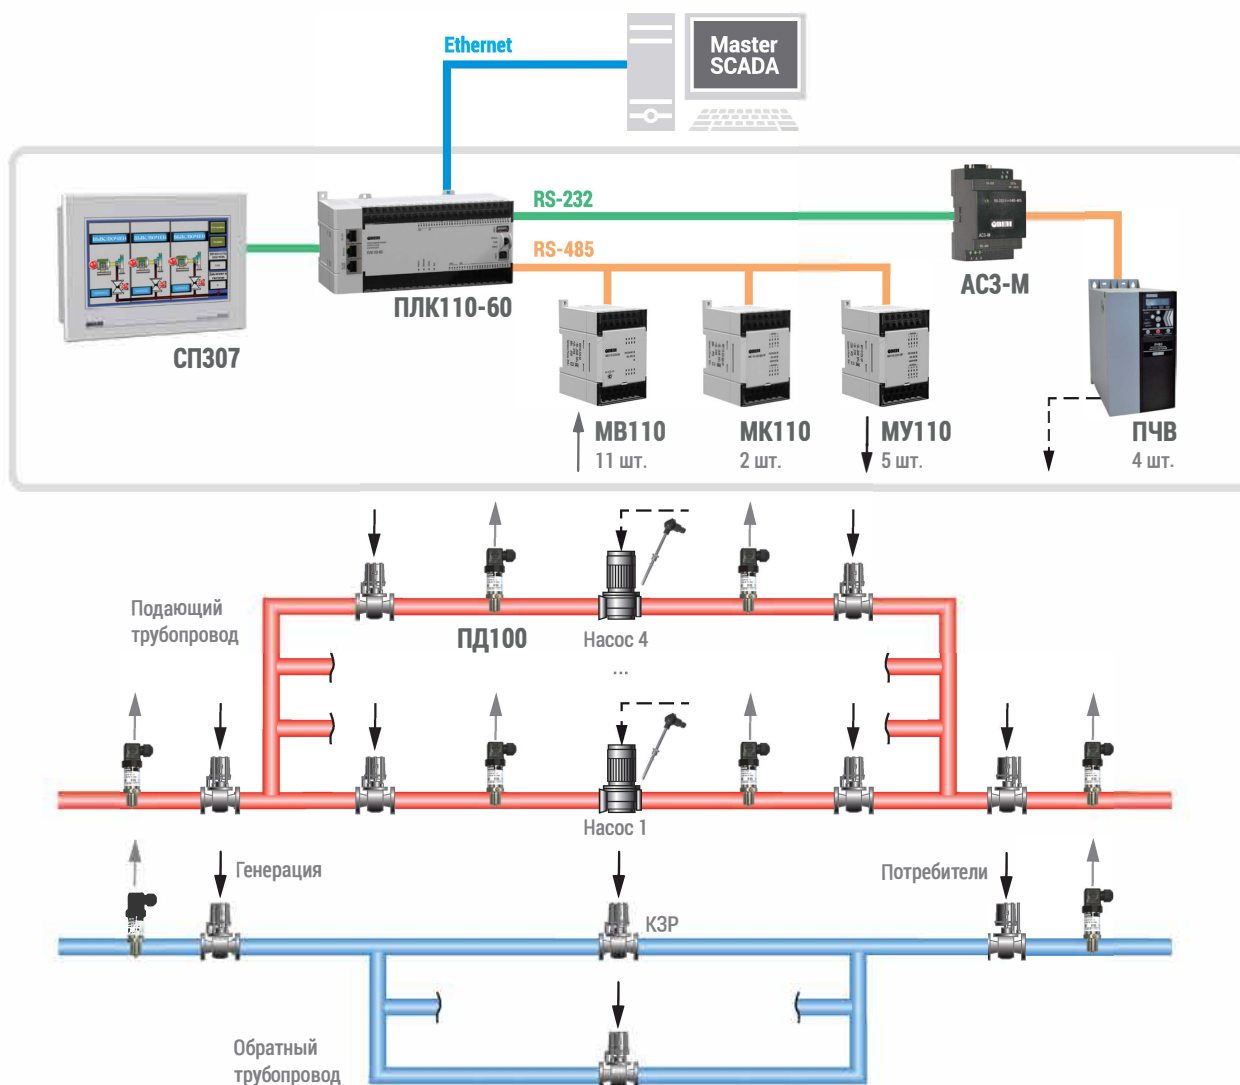 Ethernet
Master
SCADA
RS-232
RS-485
СП307
ПЛК110-60
АС3-М
МВ110
11 шт.
МК110
2 шт.
МУ110
5 шт.
ПЧВ
4 шт.
Подающий
трубопровод
ПД100
Насос 4
...
Насос 1
Генерация
Потребители
КЗР
Обратный
трубопровод